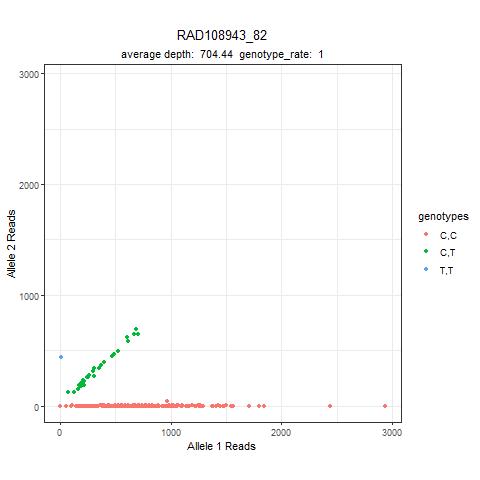 RAD108943_82
average depth: 704.44 genotype_rate: 1
3000
2000
1000
0
Allele 2 Reads
0 1000 2000 3000
Allele 1 Reads
genotypes
C,C
C,T
T,T